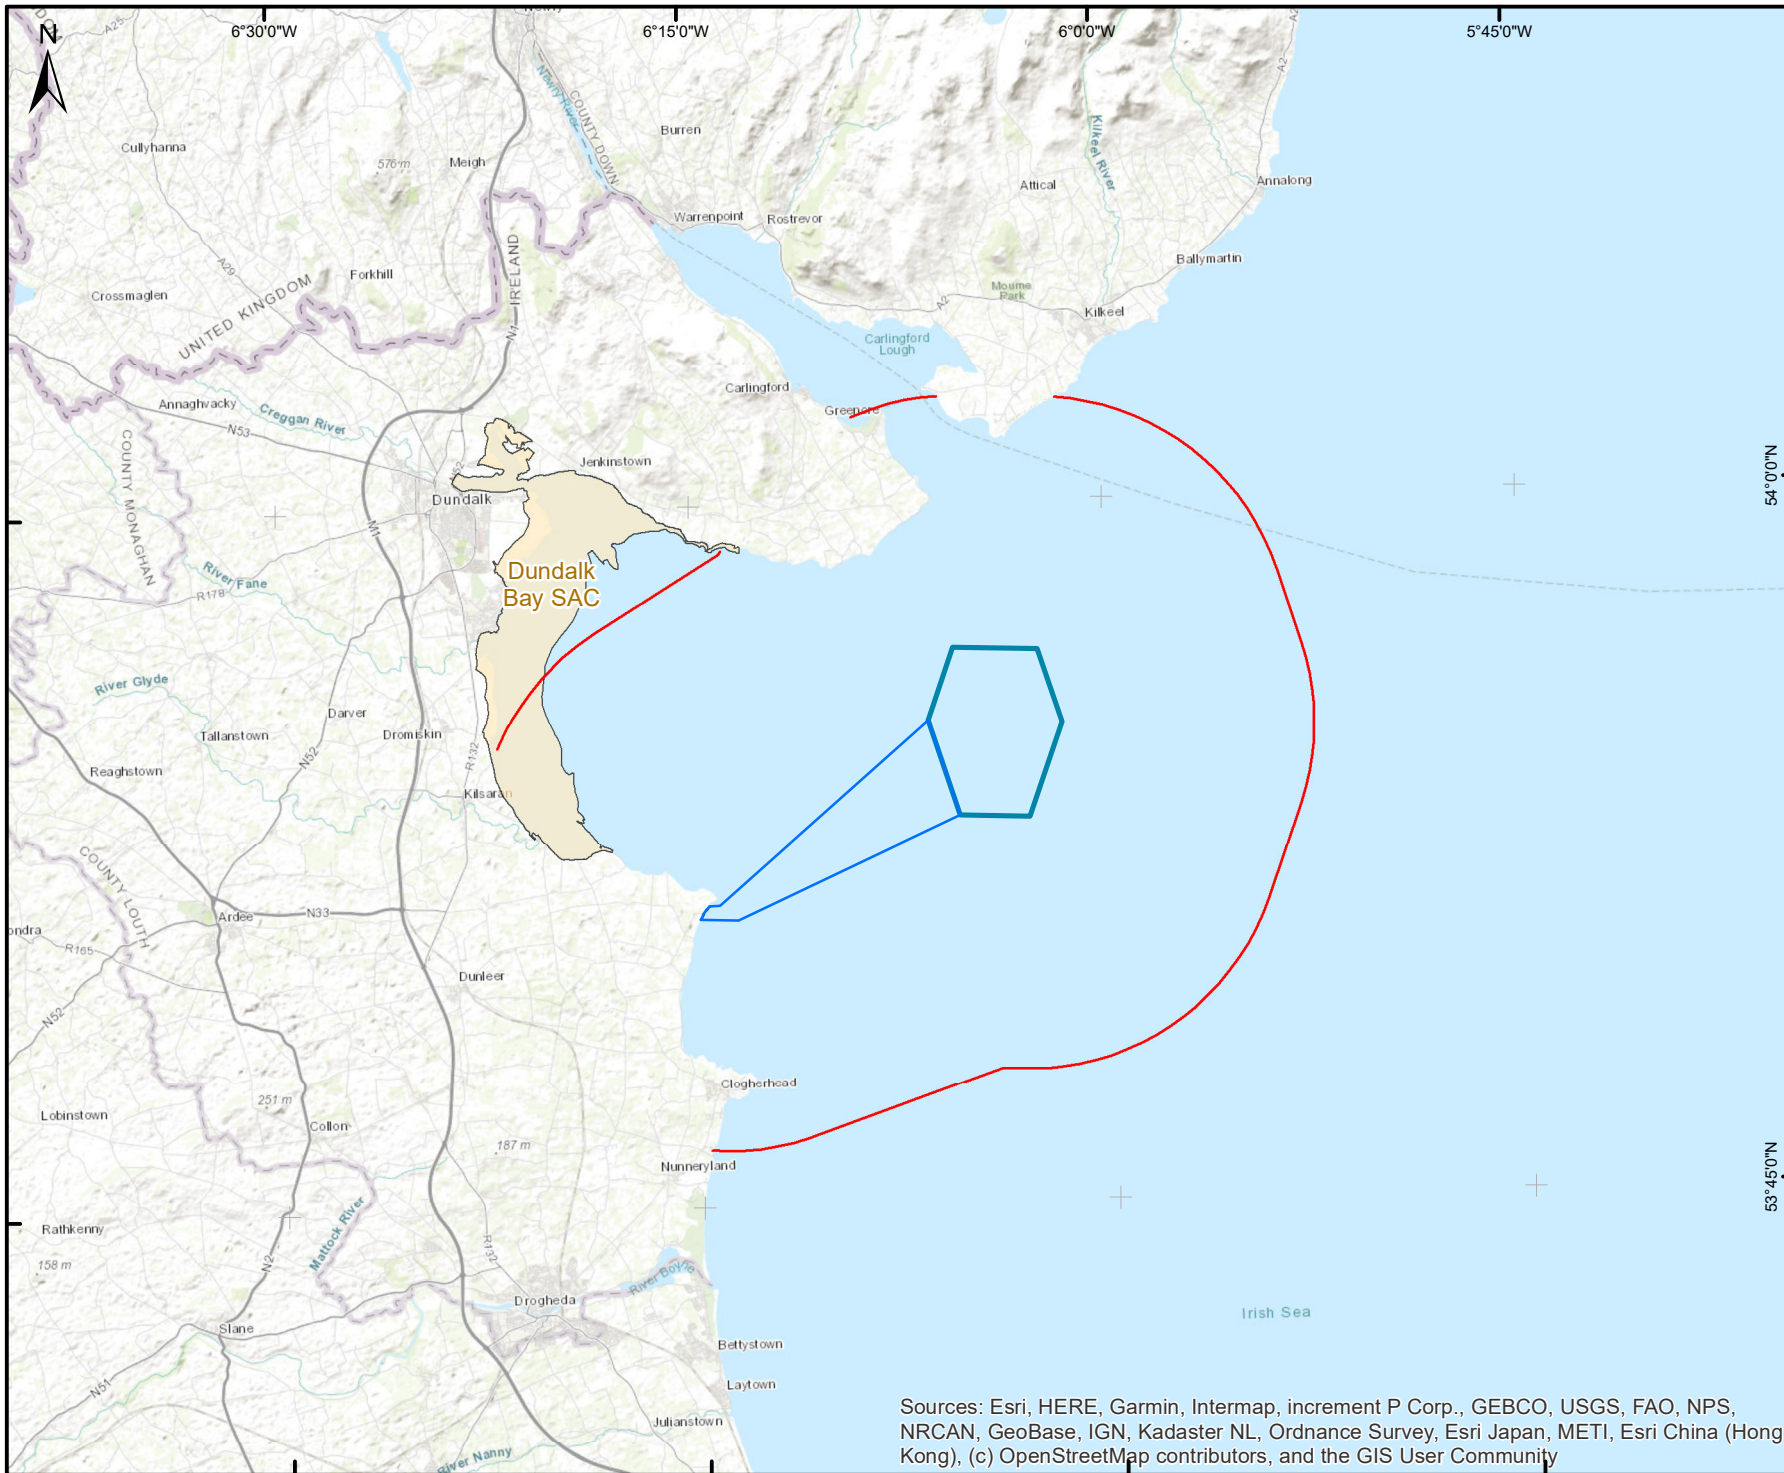 6°30'0"W
6°15'0"W
6°0'0"W
5°45'0"W
N
A25
A2
A2
Newry River
COUNTY DOWN
Burren
Kilkeel River
Cullyhanna
576 m
Meigh
Attical
Annalong
Warrenpoint
Rostrevor
A29
Forkhill
IRELAND
Ballymartin
Crossmaglen
UNITED KINGDOM
N1
Mourne
Park
A2
Kilkeel
Carlingford
Lough
Carlingford
Annaghvacky
Creggan River
Greenore
N53
COUNTY MONAGHAN
N52
Jenkinstown
Dundalk
54°0'0"N
M1
River Fane
R178
Dundalk
Bay SAC
River Glyde
Darver
Tallanstown
Dromiskin
N52
R132
Reaghstown
Kilsaran
COUNTY LOUTH
Ardee
N33
ondra
R165
Dunleer
N52
Clogherhead
251 m
Lobinstown
Collon
187 m
Nunneryland
53°45'0"N
Rathkenny
Mattock River
R132
N2
158 m
River Boyne
Drogheda
Irish Sea
Slane
Bettystown
N51
Laytown
Julianstown
River Nanny
Sources: Esri, HERE, Garmin, Intermap, increment P Corp., GEBCO, USGS, FAO, NPS,
NRCAN, GeoBase, IGN, Kadaster NL, Ordnance Survey, Esri Japan, METI, Esri China (Hong
Kong), (c) OpenStreetMap contributors, and the GIS User Community